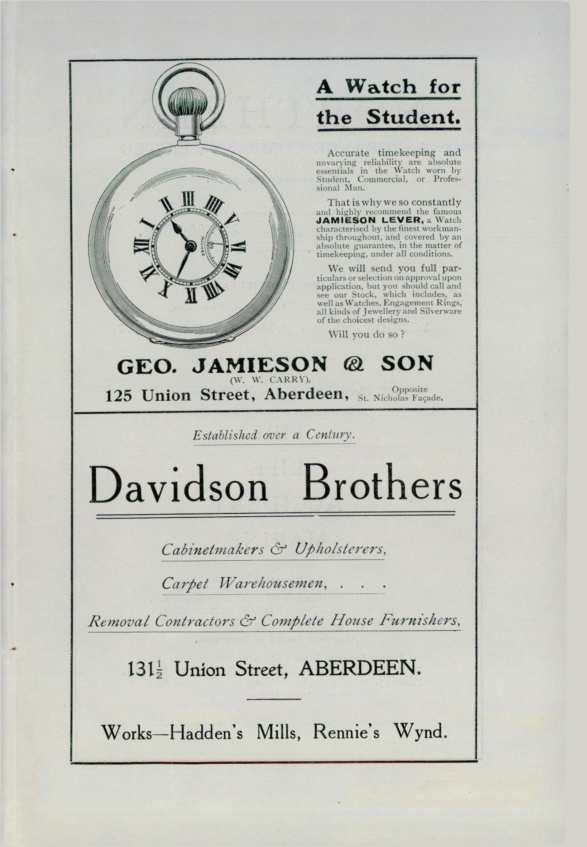 A Watch for
the Student.
Accurate timekeeping and
unvarying reliability are absolute
essentials in the Watch worn by
Student, Commercial, or Profes-
sional Man.
That is why we so constantly
and highly recommend the famous
JAMIESON LEVER, a Watch
characterised by the finest workman-
ship throughout, and covered by an
absolute guarantee, in the matter of
timekeeping, under all conditions.
We will send you full par-
ticulars or selection on approval upon
application, but you should call and
see our Stock, which includes, as
well as Watches, Engagement Rings,
all kinds of Jewellery and Silverware
of the choicest designs.
Will you do so?
GEO. JAMIESON & SON
(W. W. CARRY),
125 Union Street, Aberdeen, Opposite
St. Nicholas Façade.
Established over a Century.
Davidson Brothers
Cabinetmakers & Upholsterers,
Carpet Warehousemen, . . .
Removal Contractors & Complete House Furnishers,
131½ Union Street, ABERDEEN.
Works—Hadden's Mills, Rennie's Wynd.